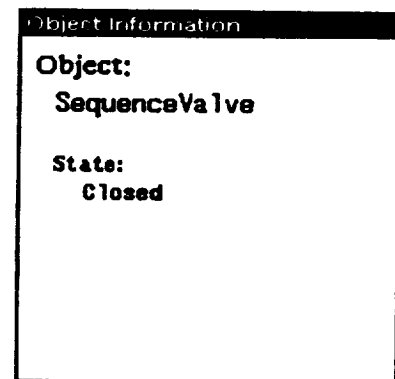 Object Information
Object:
SequenceValve
State:
Closed